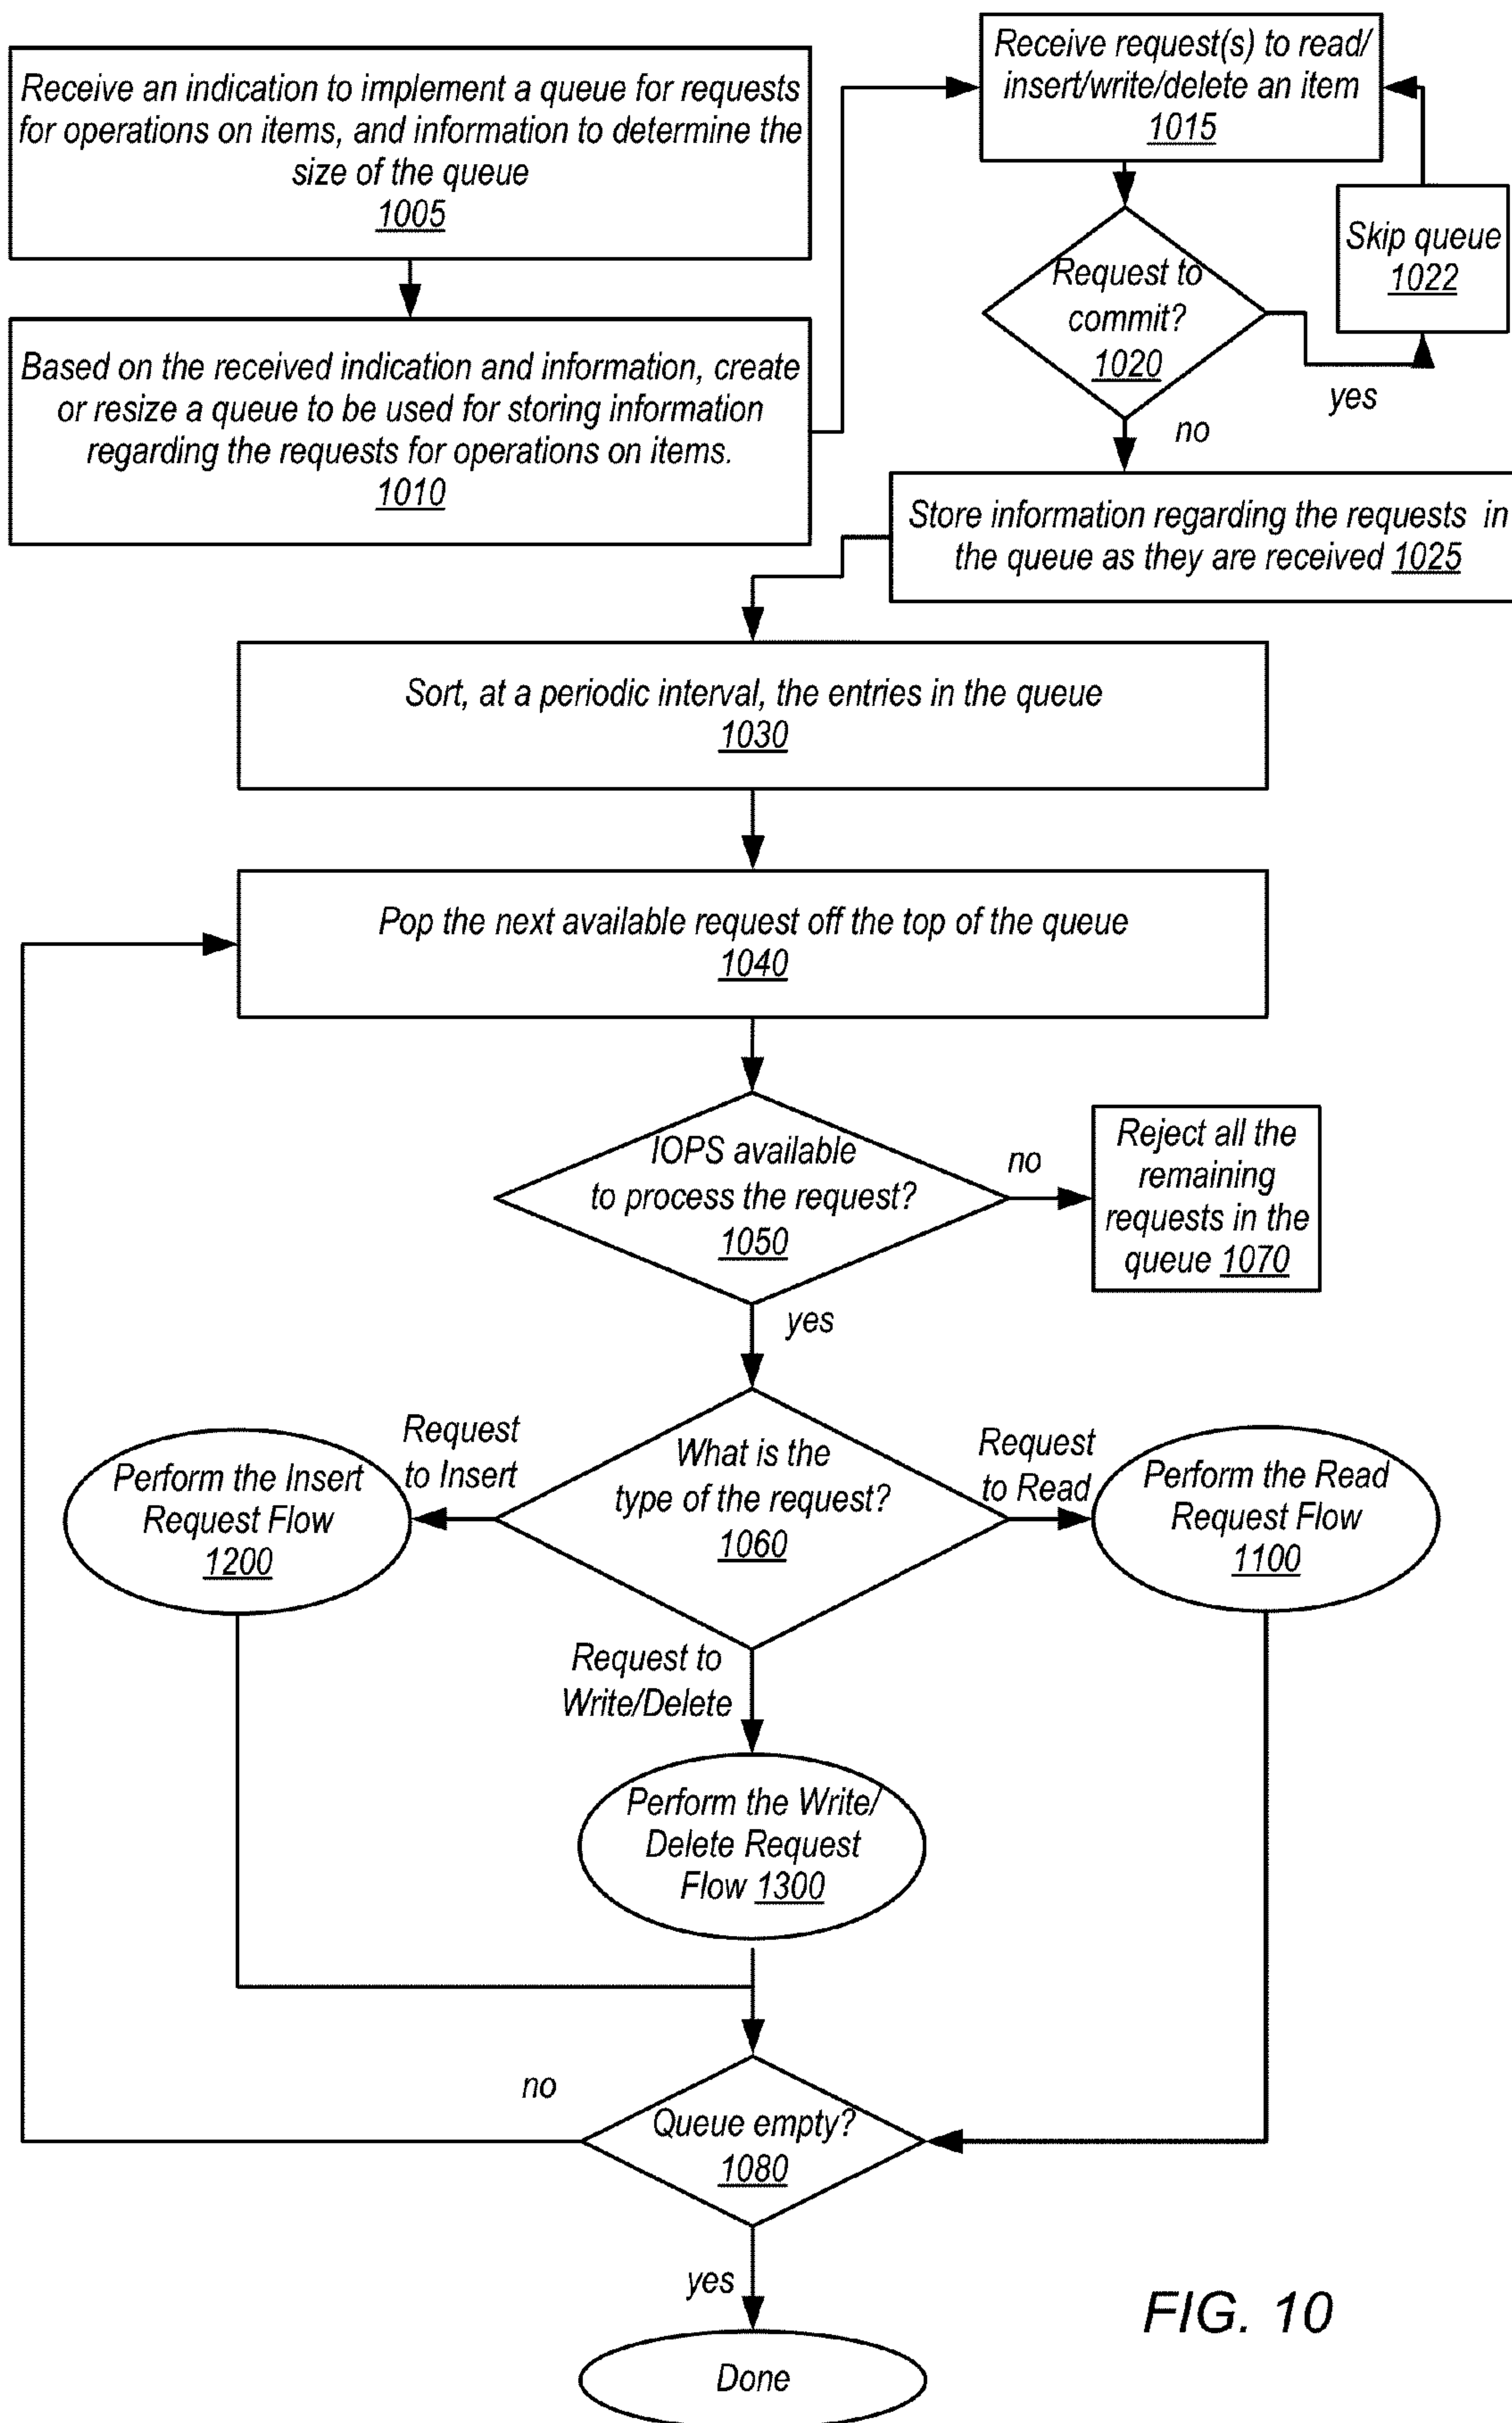 Receive an indication to implement a queue for requests
for operations on items, and information to determine the
size of the queue
1005
Based on the received indication and information, create
or resize a queue to be used for storing information
regarding the requests for operations on items.
1010
Receive request(s) to read/
insert/write/delete an item
1015
Request to
commit?
1020
Skip queue
1022
yes
no
Store information regarding the requests in
the queue as they are received 1025
Sort, at a periodic interval, the entries in the queue
1030
Pop the next available request off the top of the queue
1040
IOPS available
to process the request?
1050
no
Reject all the
remaining
requests in the
queue 1070
yes
What is the
type of the request?
1060
Request
to Insert
Perform the Insert
Request Flow
1200
Request
to Read
Perform the Read
Request Flow
1100
Request to
Write/Delete
Perform the Write/
Delete Request
Flow 1300
no
Queue empty?
1080
yes
Done
FIG. 10